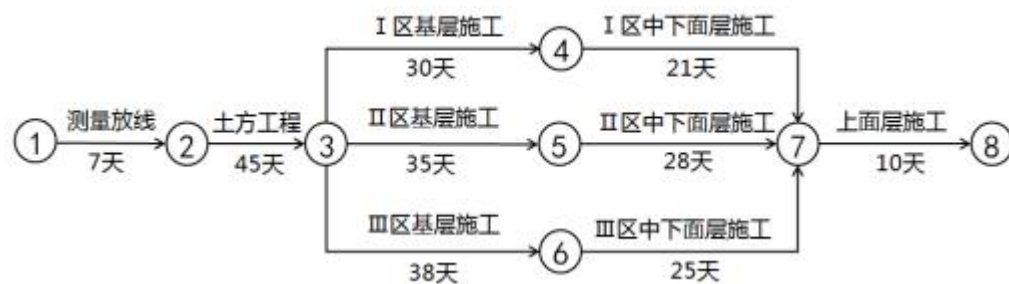 Ⅰ区基层施工 ④ Ⅰ区中下面层施工
30天 21天
测量放线 土方工程 Ⅱ区基层施工 Ⅱ区中下面层施工 上面层施工
① ② ③ ⑤ ⑦ ⑧
7天 45天 35天 28天 10天
Ⅲ区基层施工 ⑥ Ⅲ区中下面层施工
38天 25天